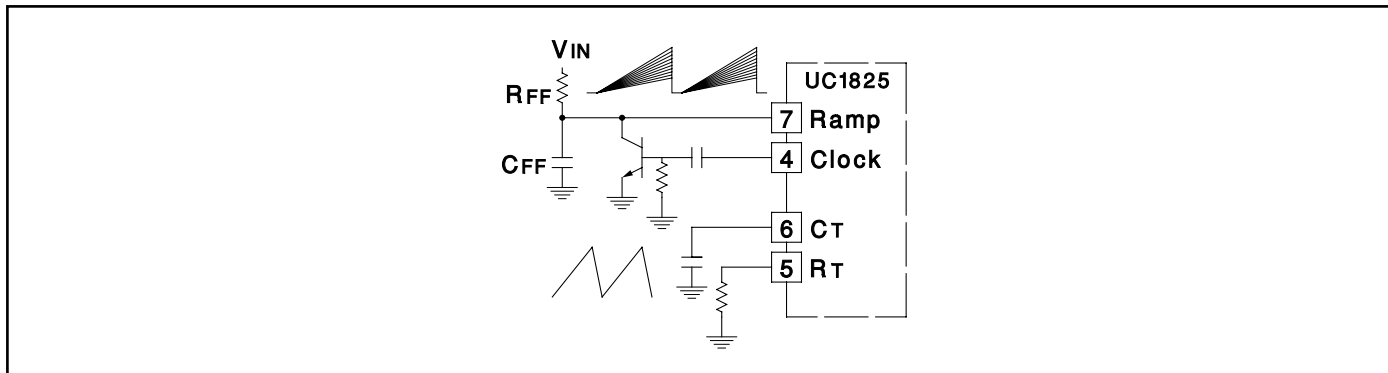 VIN
UC1825
RFF
7 Ramp
CFF
4 Clock
6 CT
5 RT